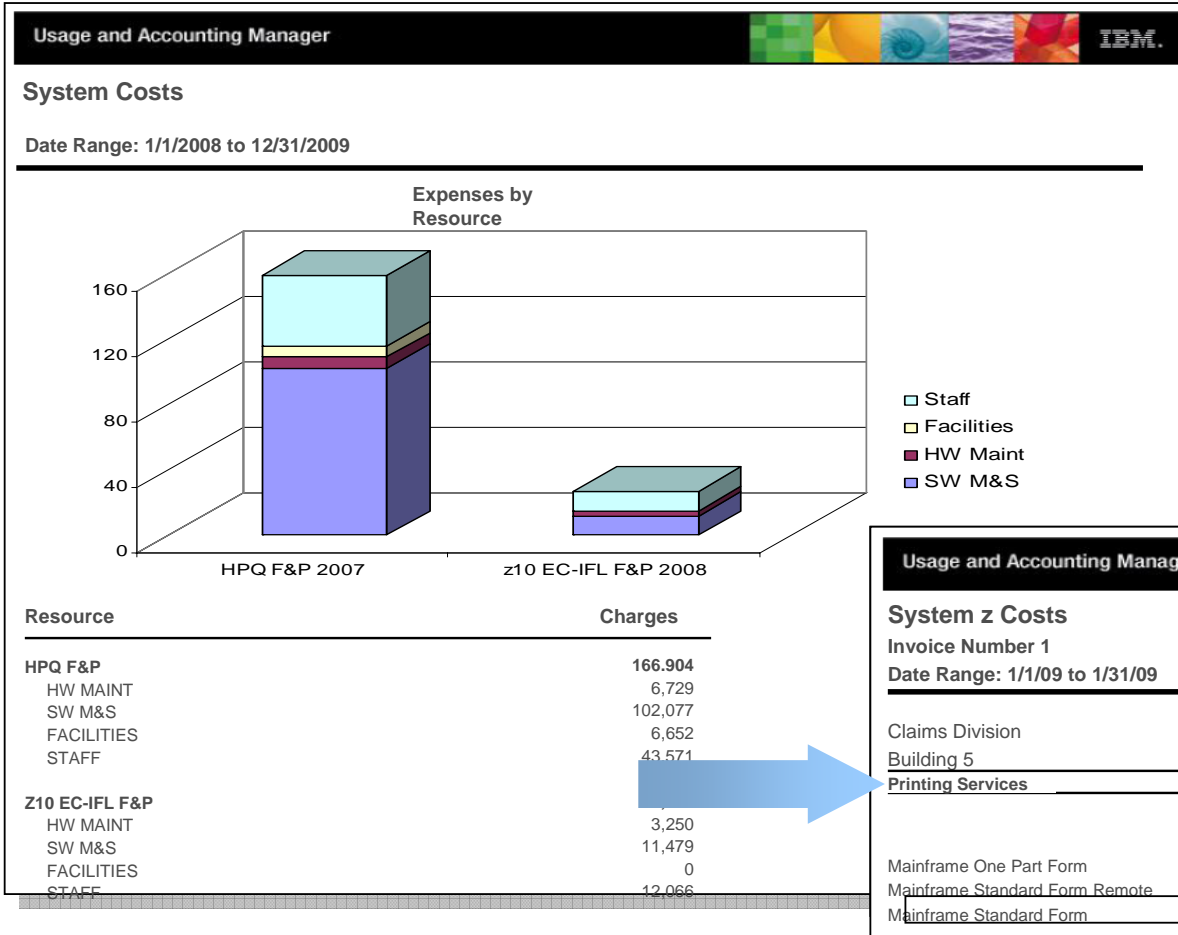 Usage and Accounting Manager
IBM.
System Costs
Date Range: 1/1/2008 to 12/31/2009
Expenses by
Resource
160
120
80
40
0
HPQ F&P 2007
z10 EC-IFL F&P 2008
Staff
Facilities
HW Maint
SW M&S
Resource Charges
HPQ F&P 166.904
HW MAINT 6,729
SW M&S 102,077
FACILITIES 6,652
STAFF 43,571
Z10 EC-IFL F&P
HW MAINT 3,250
SW M&S 11,479
FACILITIES 0
STAFF 12,066
Usage and Accounting Manag
System z Costs
Invoice Number 1
Date Range: 1/1/09 to 1/31/09
Claims Division
Building 5
Printing Services
Mainframe One Part Form
Mainframe Standard Form Remote
Mainframe Standard Form